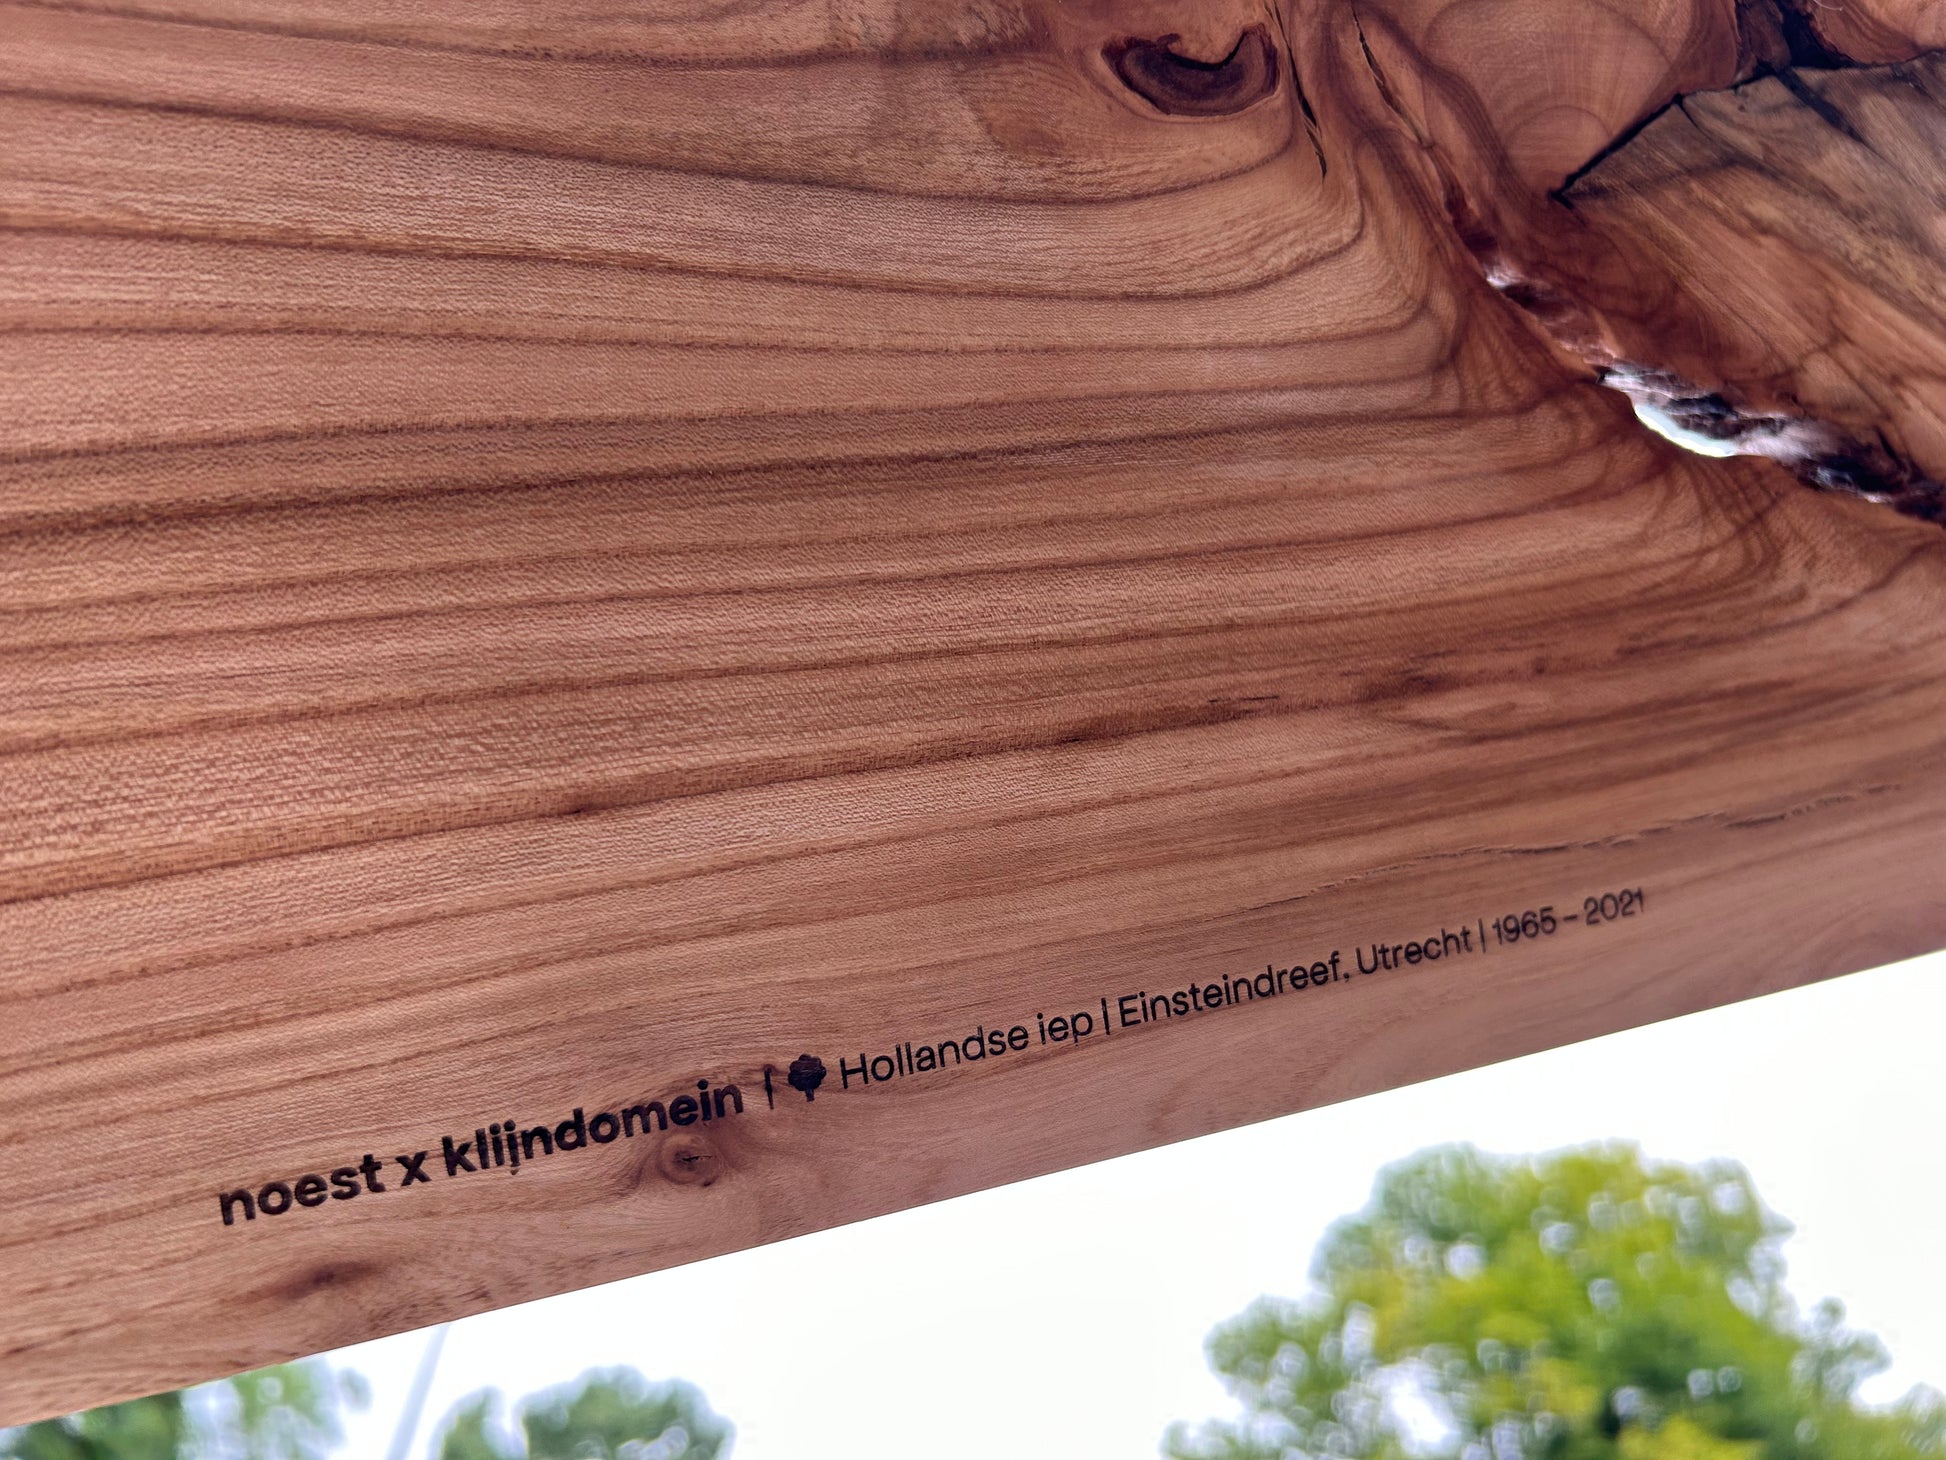 noest x klijndomein | Hollandse iep | Einsteindreef, Utrecht | 1965 – 2021